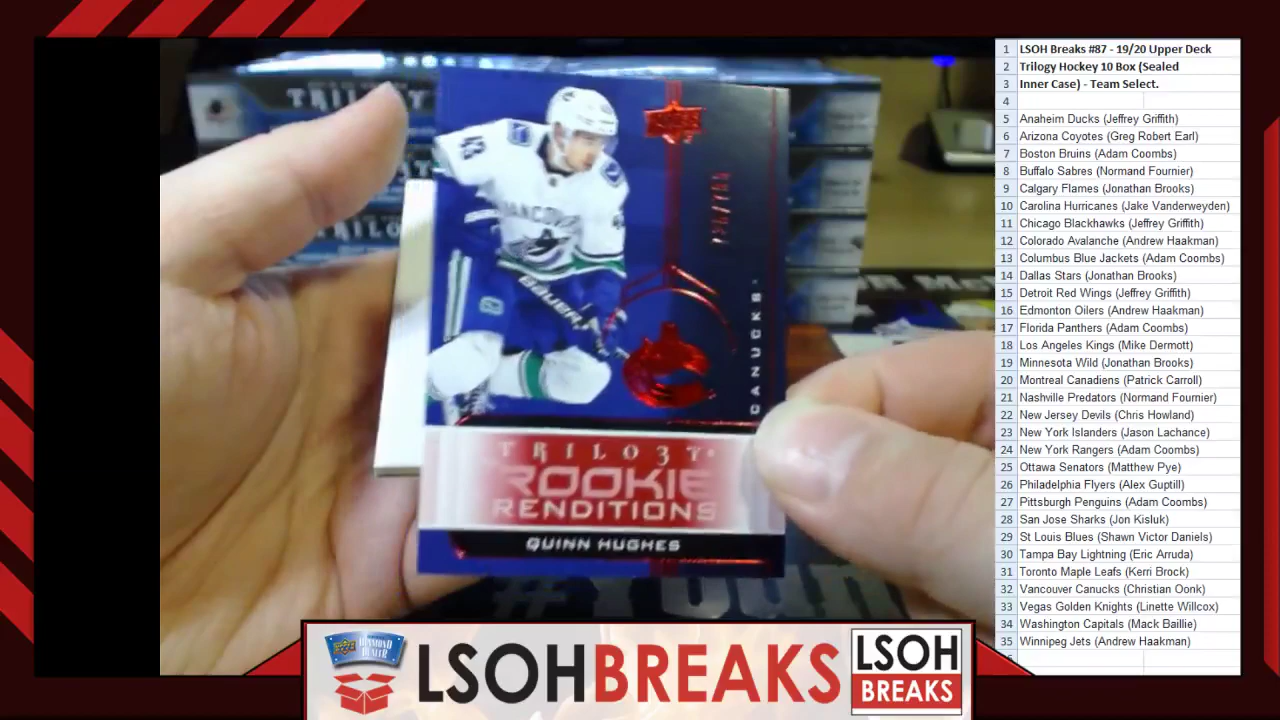 1 LSOH Breaks #87 - 19/20 Upper Deck
2 Trilogy Hockey 10 Box (Sealed
3 Inner Case) - Team Select.
4
5 Anaheim Ducks (Jeffrey Griffith)
6 Arizona Coyotes (Greg Robert Earl)
7 Boston Bruins (Adam Coombs)
8 Buffalo Sabres (Normand Fournier)
9 Calgary Flames (Jonathan Brooks)
10 Carolina Hurricanes (Jake Vanderweyden)
11 Chicago Blackhawks (Jeffrey Griffith)
12 Colorado Avalanche (Andrew Haakman)
13 Columbus Blue Jackets (Adam Coombs)
14 Dallas Stars (Jonathan Brooks)
15 Detroit Red Wings (Jeffrey Griffith)
16 Edmonton Oilers (Andrew Haakman)
17 Florida Panthers (Adam Coombs)
18 Los Angeles Kings (Mike Dermott)
19 Minnesota Wild (Jonathan Brooks)
20 Montreal Canadiens (Patrick Carroll)
21 Nashville Predators (Normand Fournier)
22 New Jersey Devils (Chris Howland)
23 New York Islanders (Jason Lachance)
24 New York Rangers (Adam Coombs)
25 Ottawa Senators (Matthew Pye)
26 Philadelphia Flyers (Alex Guptill)
27 Pittsburgh Penguins (Adam Coombs)
28 San Jose Sharks (Jon Kisluk)
29 St Louis Blues (Shawn Victor Daniels)
30 Tampa Bay Lightning (Eric Arruda)
31 Toronto Maple Leafs (Kerri Brock)
32 Vancouver Canucks (Christian Oonk)
33 Vegas Golden Knights (Linette Willcox)
34 Washington Capitals (Mack Baillie)
35 Winnipeg Jets (Andrew Haakman)
TRILOGY
43
VANCOUVER
BAUER
CANUCKS
TRILO3Y
ROOKIE
RENDITIONS
QUINN HUGHES
DIAMOND
DEALER
LSOHBREAKS
LSOH
BREAKS